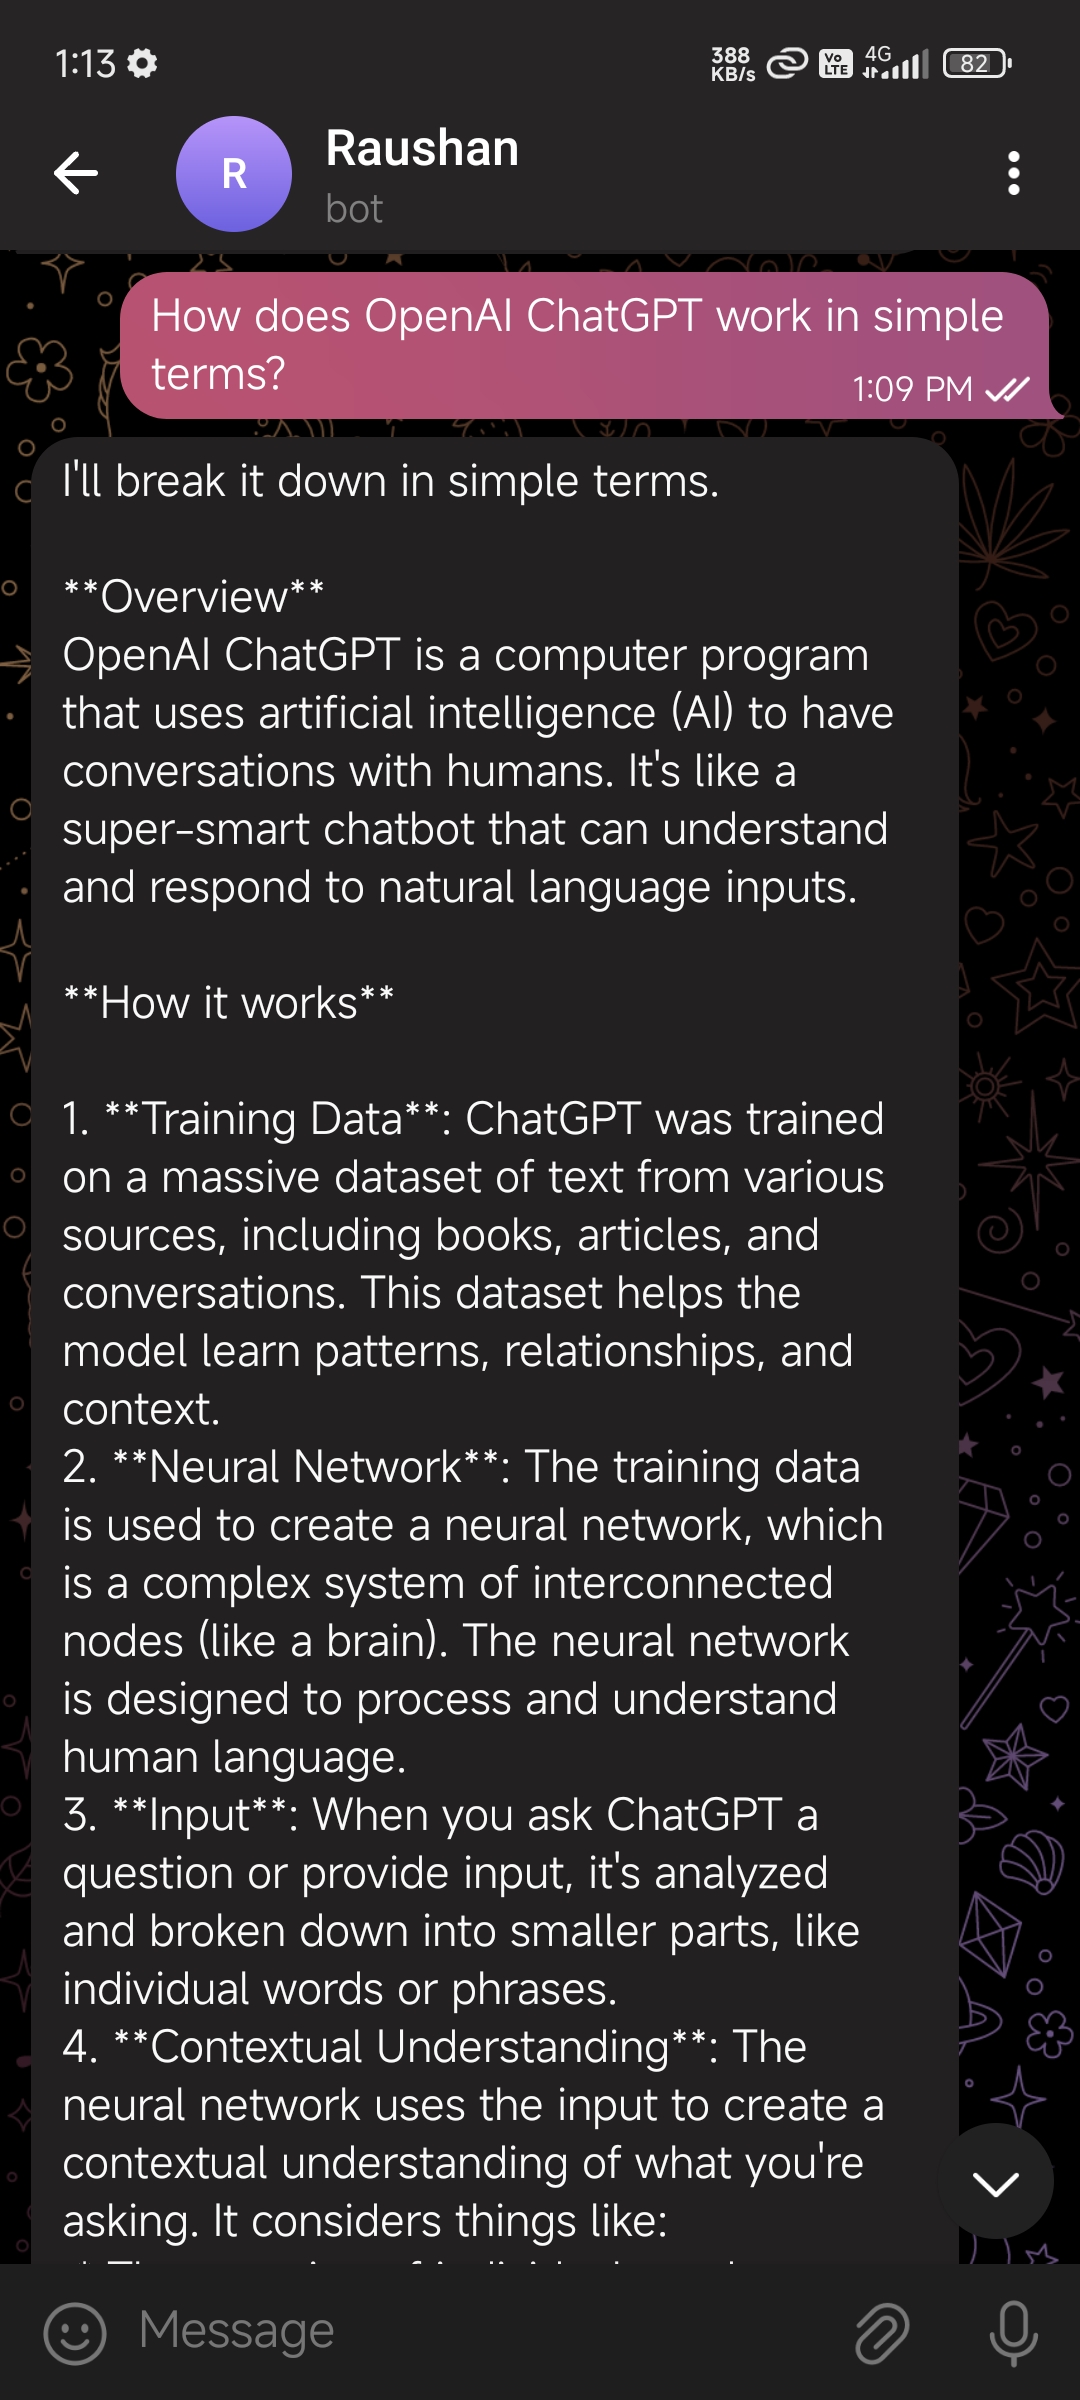 1:13
388
KB/s
Vo
LTE
4G
82
R
Raushan
bot
How does OpenAI ChatGPT work in simple
terms?
1:09 PM
I'll break it down in simple terms.
**Overview**
OpenAI ChatGPT is a computer program
that uses artificial intelligence (AI) to have
conversations with humans. It's like a
super-smart chatbot that can understand
and respond to natural language inputs.
**How it works**
1. **Training Data**: ChatGPT was trained
on a massive dataset of text from various
sources, including books, articles, and
conversations. This dataset helps the
model learn patterns, relationships, and
context.
2. **Neural Network**: The training data
is used to create a neural network, which
is a complex system of interconnected
nodes (like a brain). The neural network
is designed to process and understand
human language.
3. **Input**: When you ask ChatGPT a
question or provide input, it's analyzed
and broken down into smaller parts, like
individual words or phrases.
4. **Contextual Understanding**: The
neural network uses the input to create a
contextual understanding of what you're
asking. It considers things like:
Message